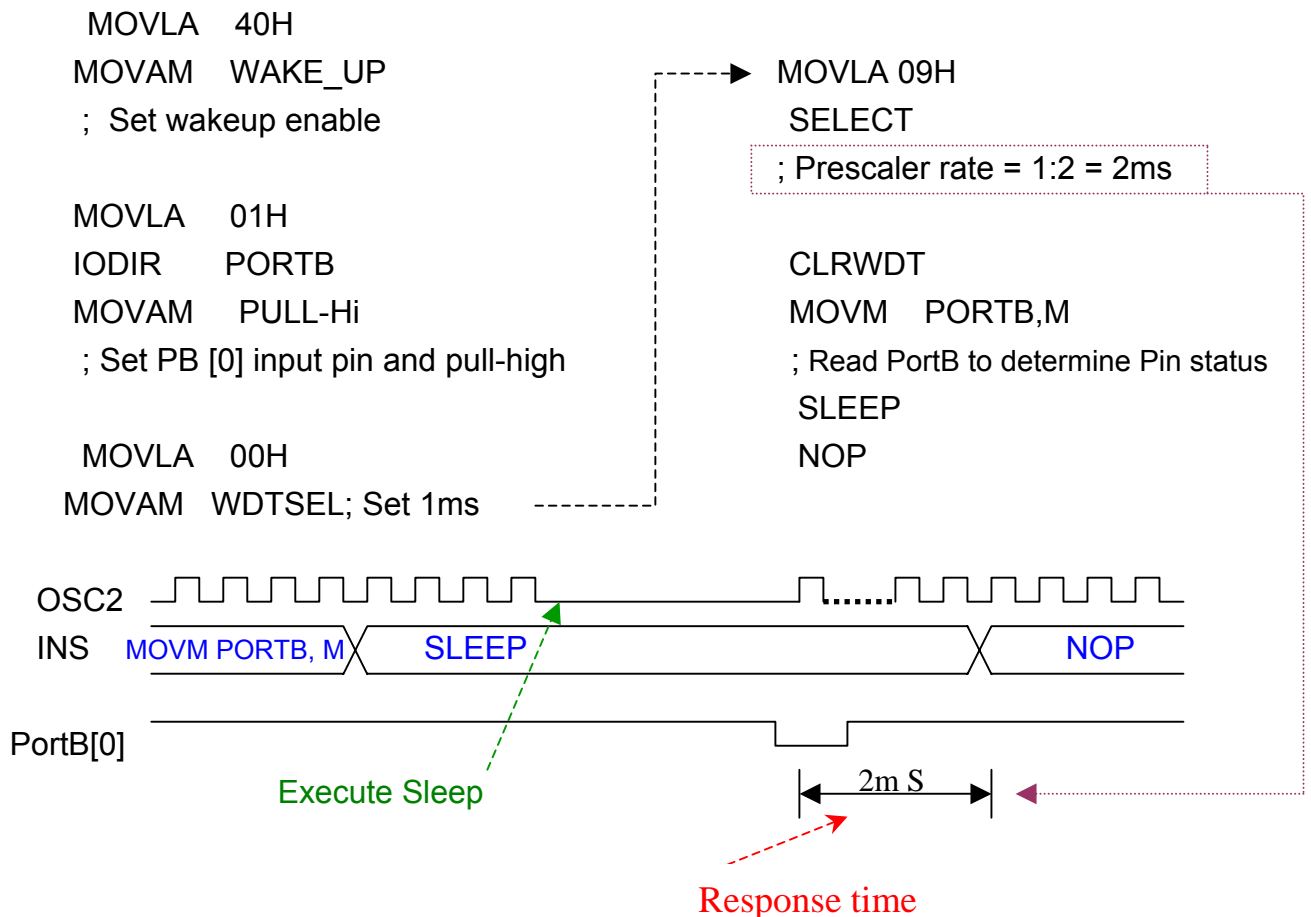 MOVLA 40H
MOVAM WAKE_UP
; Set wakeup enable
MOVLA 01H
IODIR PORTB
MOVAM PULL-Hi
; Set PB [0] input pin and pull-high
MOVLA 00H
MOVAM WDTSEL; Set 1ms
MOVLA 09H
SELECT
; Prescaler rate = 1:2 = 2ms
CLRWDT
MOVM PORTB,M
; Read PortB to determine Pin status
SLEEP
NOP
OSC2
INS MOVM PORTB, M SLEEP NOP
PortB[0]
Execute Sleep
2m S
Response time